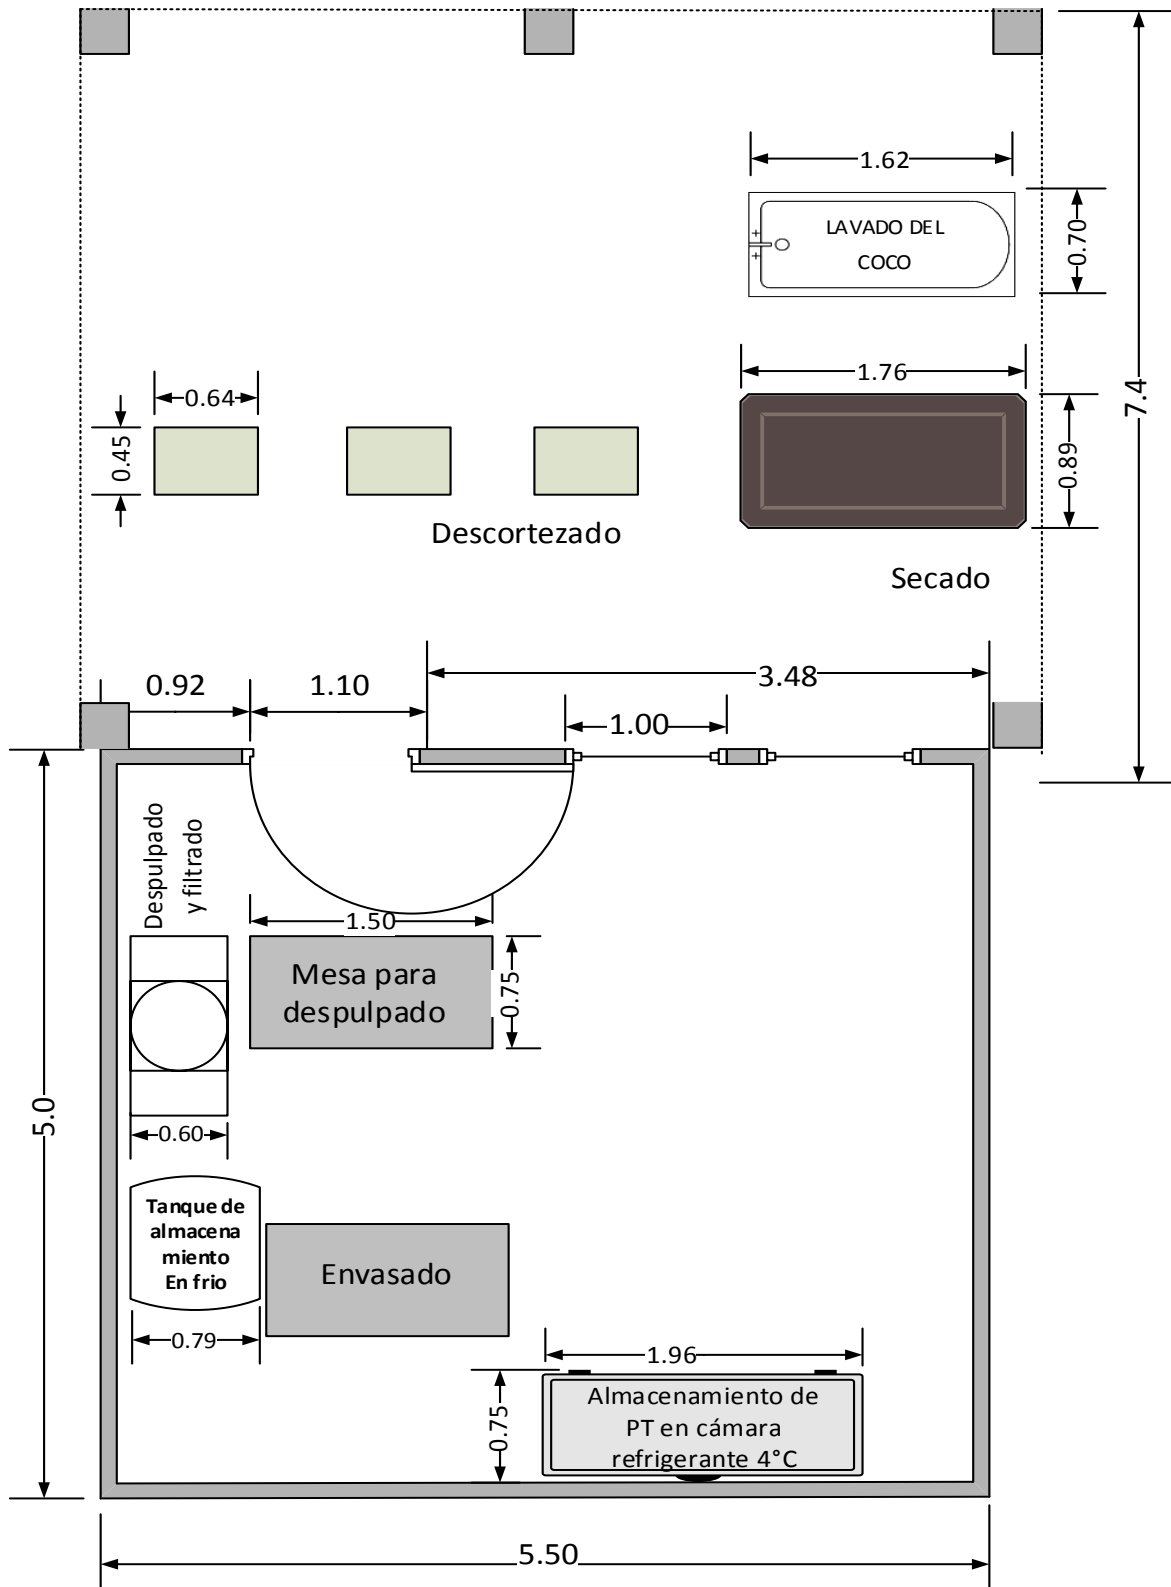 1.62
LAVADO DEL
COCO
0.70
7.4
1.76
0.64
0.45
0.89
Descortezado
Secado
0.92
1.10
3.48
1.00
Despulpado
y filtrado
1.50
Mesa para
despulpado
0.75
5.0
0.60
Tanque de
almacena
miento
En frio
Envasado
0.79
1.96
0.75
Almacenamiento de
PT en cámara
refrigerante 4°C
5.50